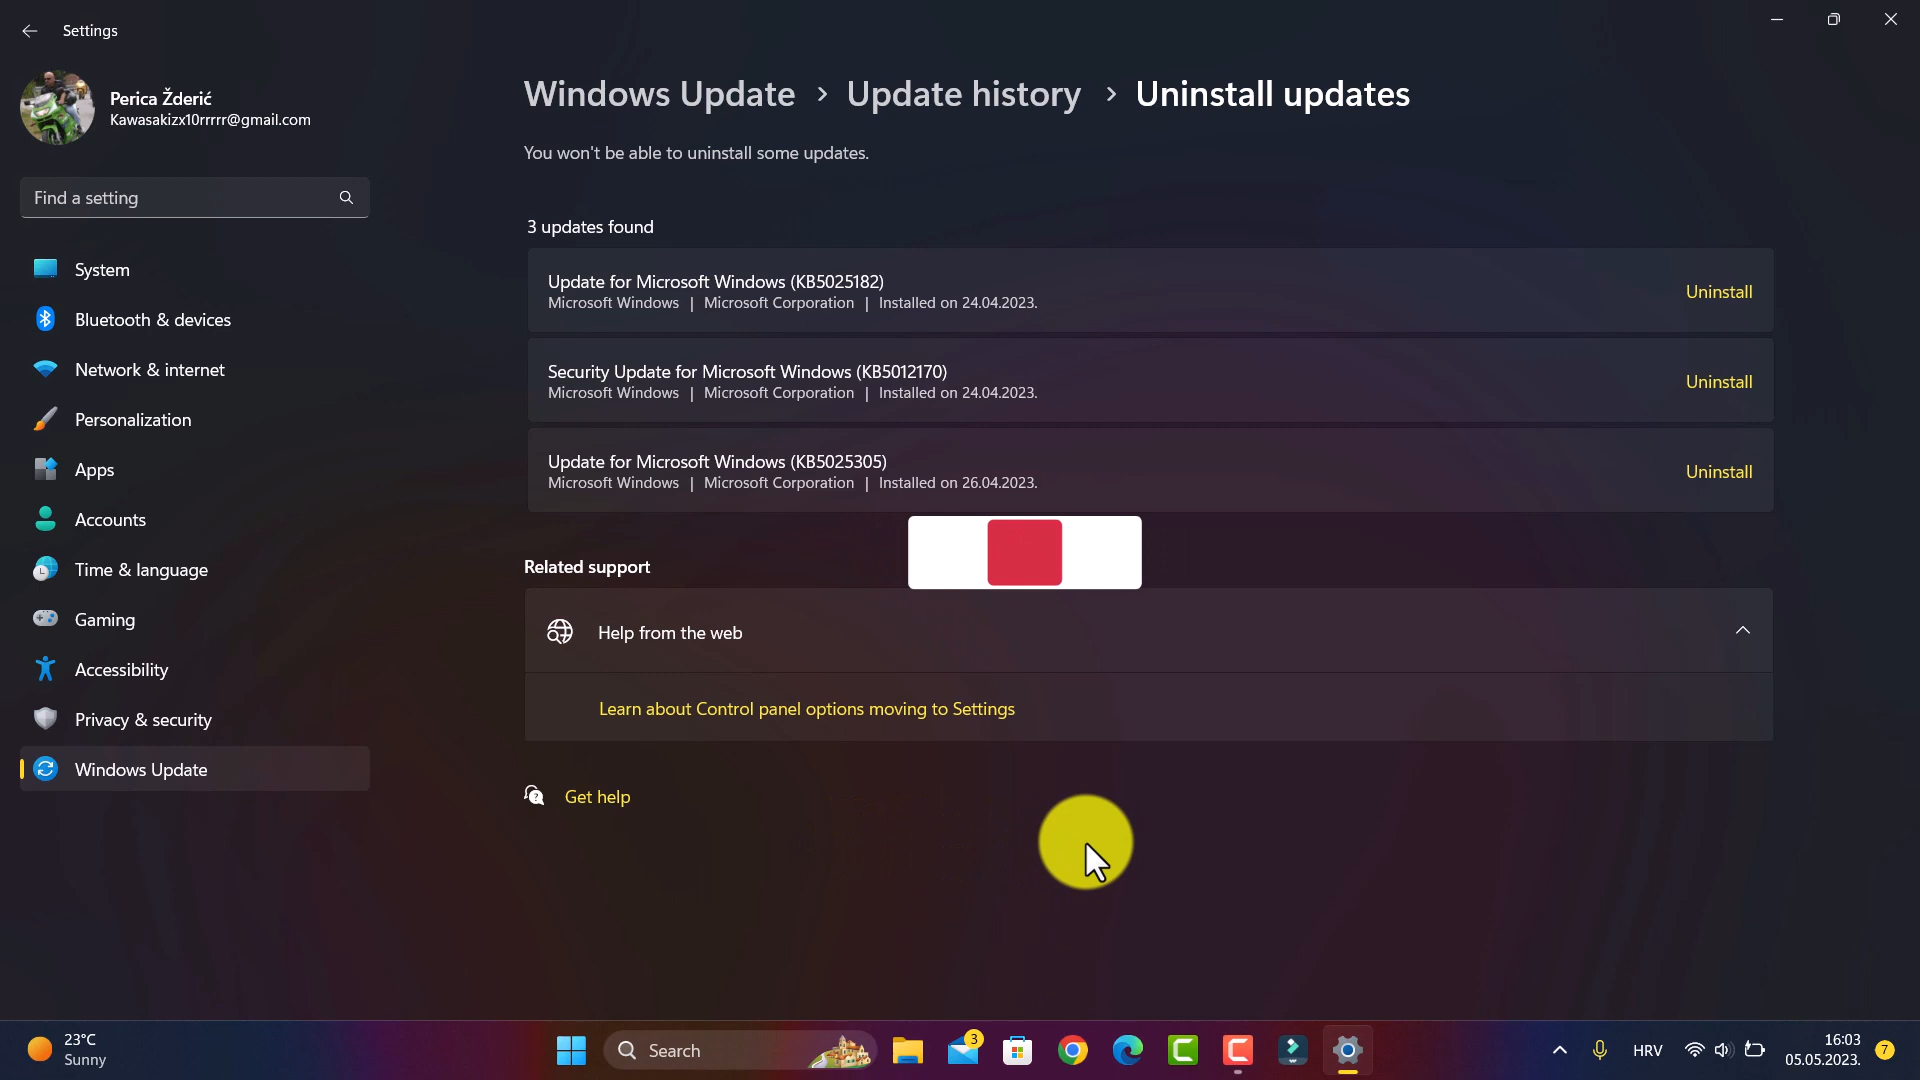 Settings
Perica Žderić
Kawasakizx10rrrrr@gmail.com
Find a setting
System
Bluetooth & devices
Network & internet
Personalization
Apps
Accounts
Time & language
Gaming
Accessibility
Privacy & security
Windows Update
Windows Update > Update history > Uninstall updates
You won't be able to uninstall some updates.
3 updates found
Update for Microsoft Windows (KB5025182)
Microsoft Windows | Microsoft Corporation | Installed on 24.04.2023.
Uninstall
Security Update for Microsoft Windows (KB5012170)
Microsoft Windows | Microsoft Corporation | Installed on 24.04.2023.
Uninstall
Update for Microsoft Windows (KB5025305)
Microsoft Windows | Microsoft Corporation | Installed on 26.04.2023.
Uninstall
Related support
Help from the web
Learn about Control panel options moving to Settings
Get help
23°C
Sunny
Search
3
HRV
16:03
05.05.2023.
7